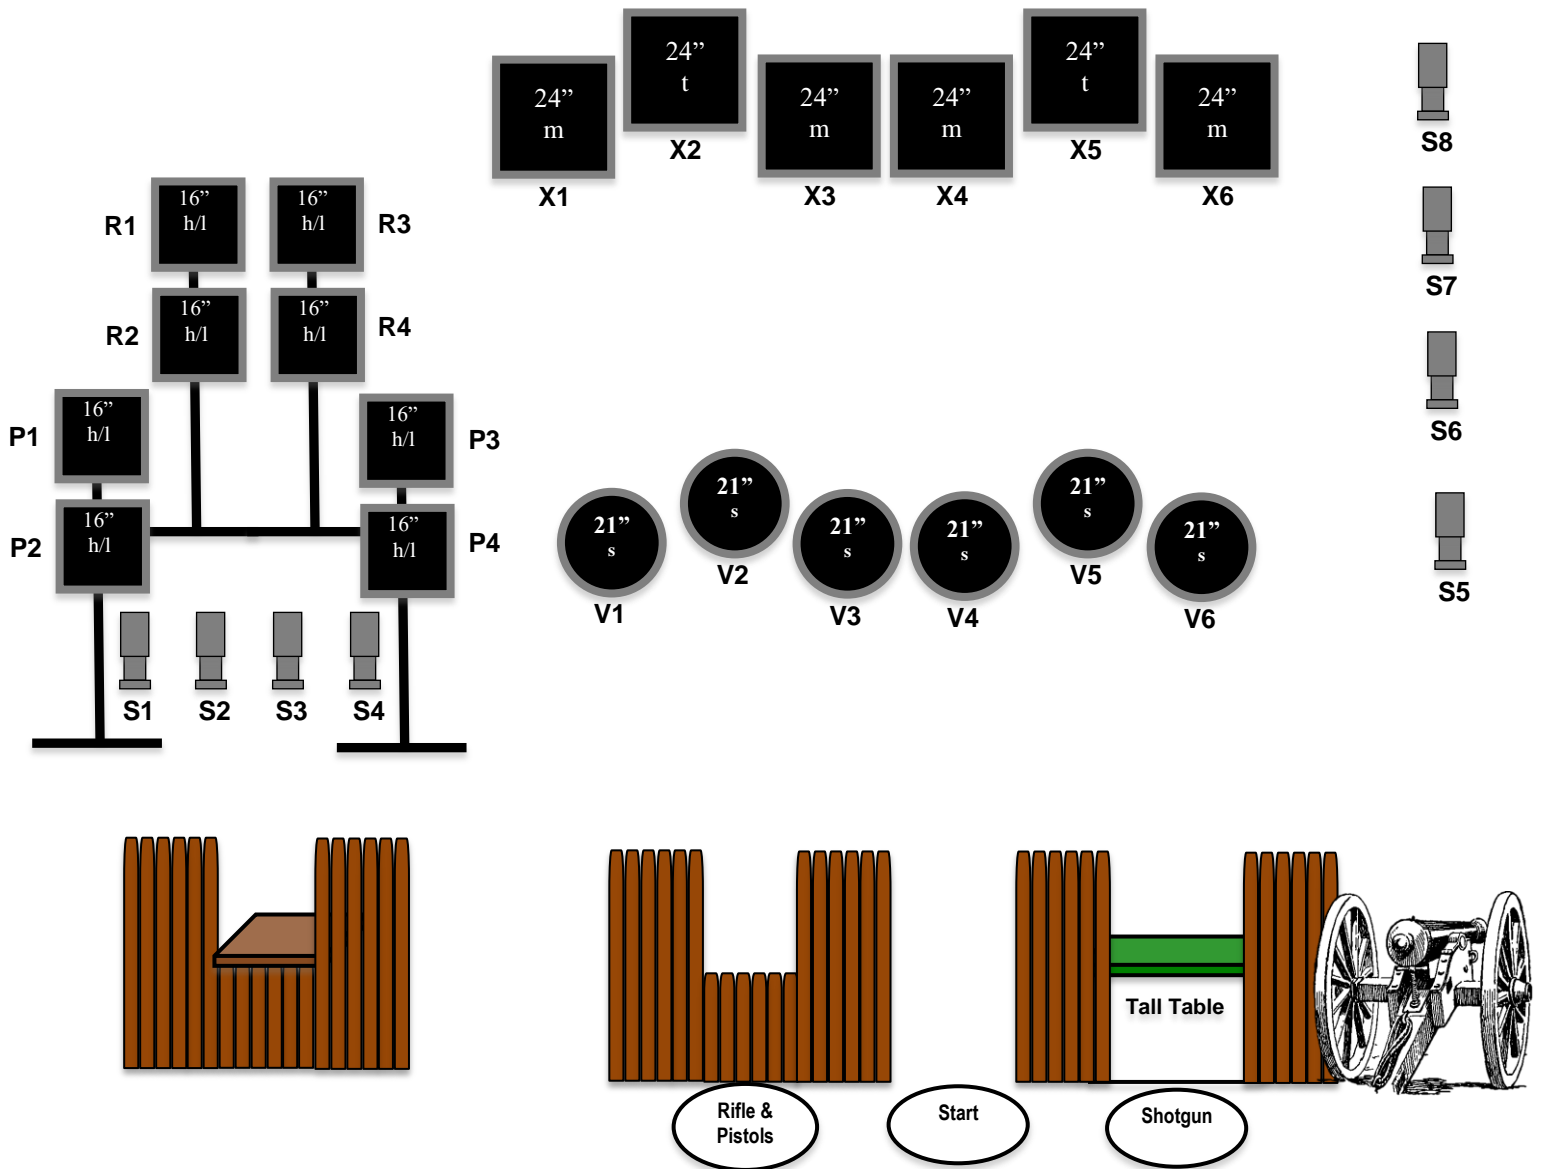 24”
m
24”
t
24”
m
24”
m
24”
t
24”
m
X1
X2
X3
X4
X5
X6
S8
S7
S6
S5
R1
16”
h/l
16”
h/l
R3
R2
16”
h/l
16”
h/l
R4
P1
16”
h/l
16”
h/l
P3
P2
16”
h/l
16”
h/l
P4
S1
S2
S3
S4
21”
s
21”
s
21”
s
21”
s
21”
s
21”
s
V1
V2
V3
V4
V5
V6
Tall Table
Rifle &
Pistols
Start
Shotgun